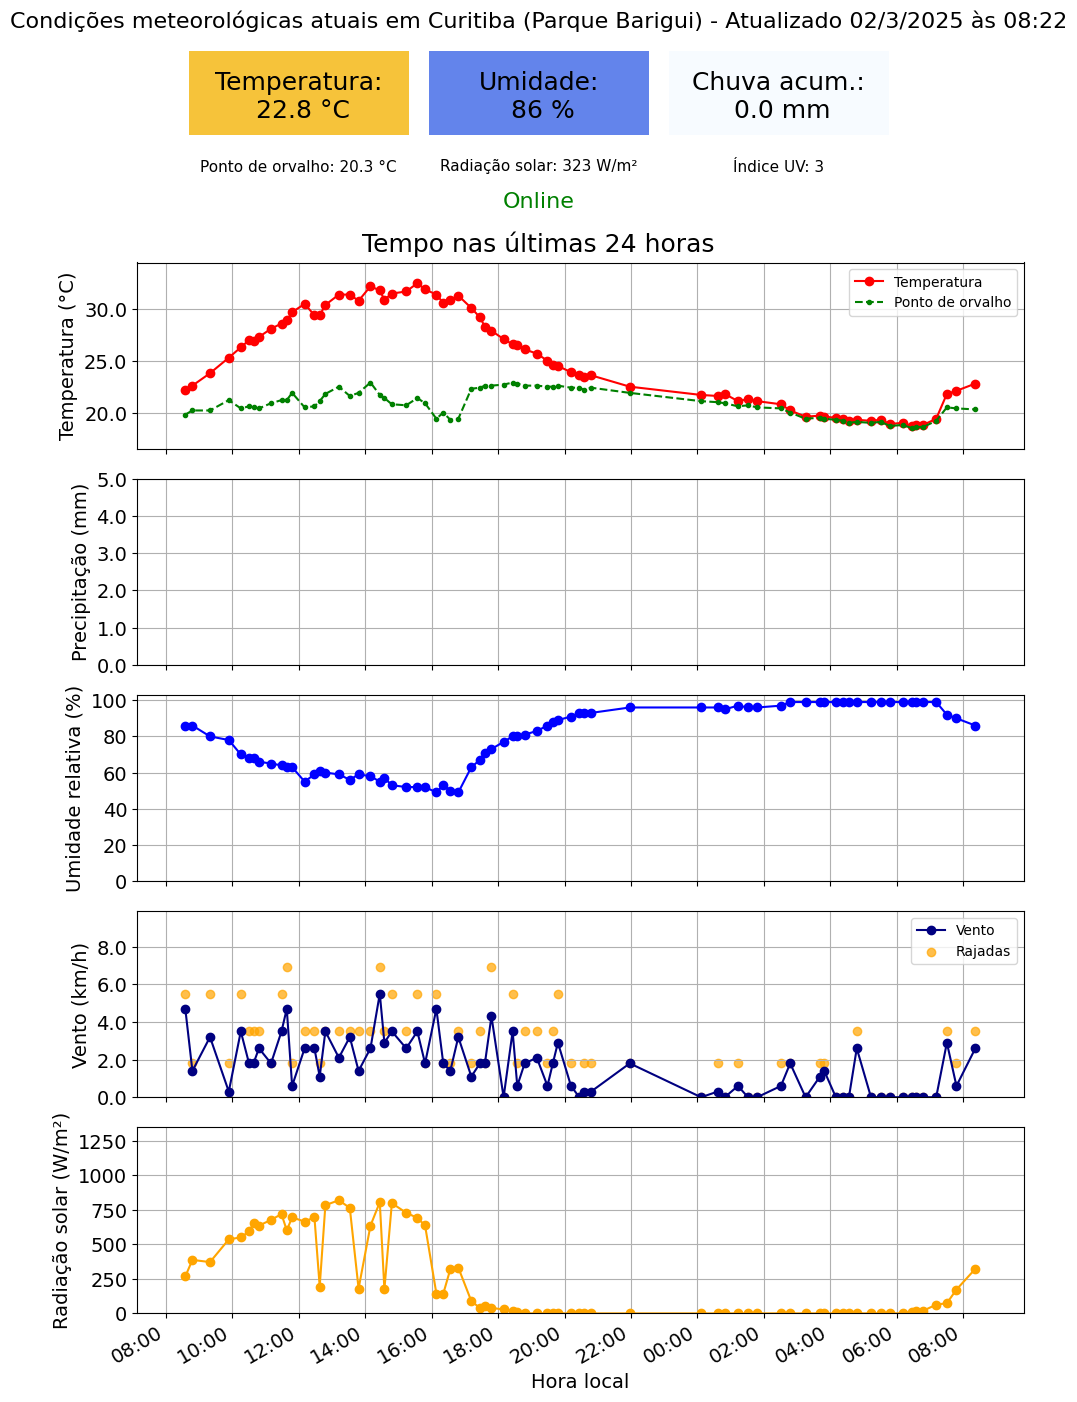 Condições meteorológicas atuais em Curitiba (Parque Barigui) - Atualizado 02/3/2025 às 08:22
Temperatura:
22.8 °C
Umidade:
86 %
Chuva acum.:
0.0 mm
Ponto de orvalho: 20.3 °C
Radiação solar: 323 W/m²
Índice UV: 3
Online
Tempo nas últimas 24 horas
Temperatura (°C)
30.0
25.0
20.0
Temperatura
Ponto de orvalho
Precipitação (mm)
5.0
4.0
3.0
2.0
1.0
0.0
Umidade relativa (%)
100
80
60
40
20
0
Vento (km/h)
8.0
6.0
4.0
2.0
0.0
Vento
Rajadas
Radiação solar (W/m²)
1250
1000
750
500
250
0
08:00
10:00
12:00
14:00
16:00
18:00
20:00
22:00
00:00
02:00
04:00
06:00
08:00
Hora local